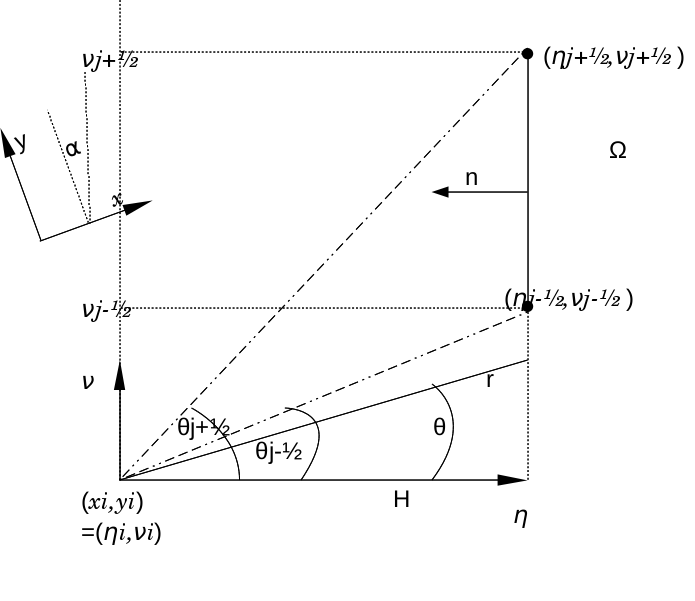 νj+½
(ηj+½,νj+½ )
y
α
Ω
n
x
(ηj-½,νj-½ )
νj-½
ν
r
θj+½
θ
θj-½
(xi,yi)
H
=(ηi,νi)
η